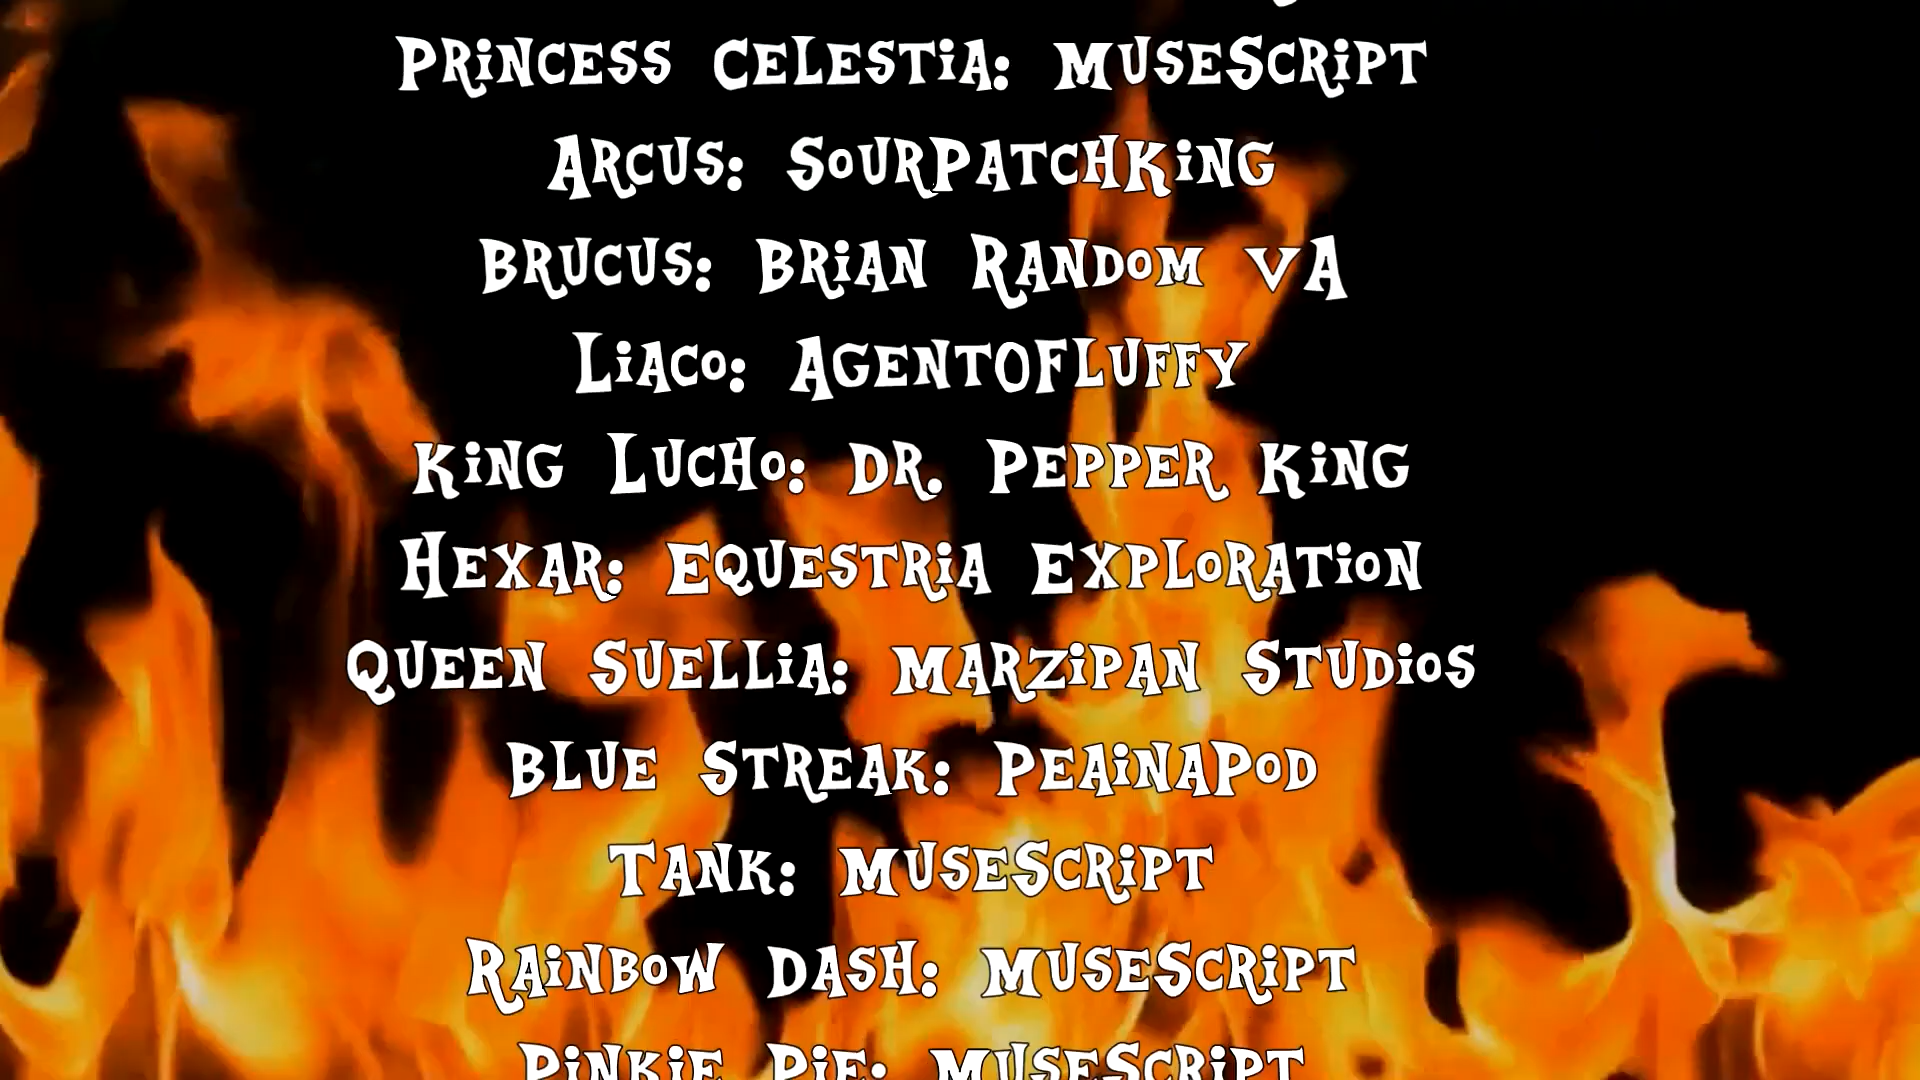 Princess Celestia: MuseScript
Arcus: SourPatchKing
Brucus: Brian Random VA
Liaco: AgentOFluffy
King Lucho: Dr. Pepper King
Hexar: Equestria Exploration
Queen Suellia: Marzipan Studios
Blue Streak: PeaInAPod
Tank: MuseScript
Rainbow Dash: MuseScript
Pinkie Pie: MuseScript